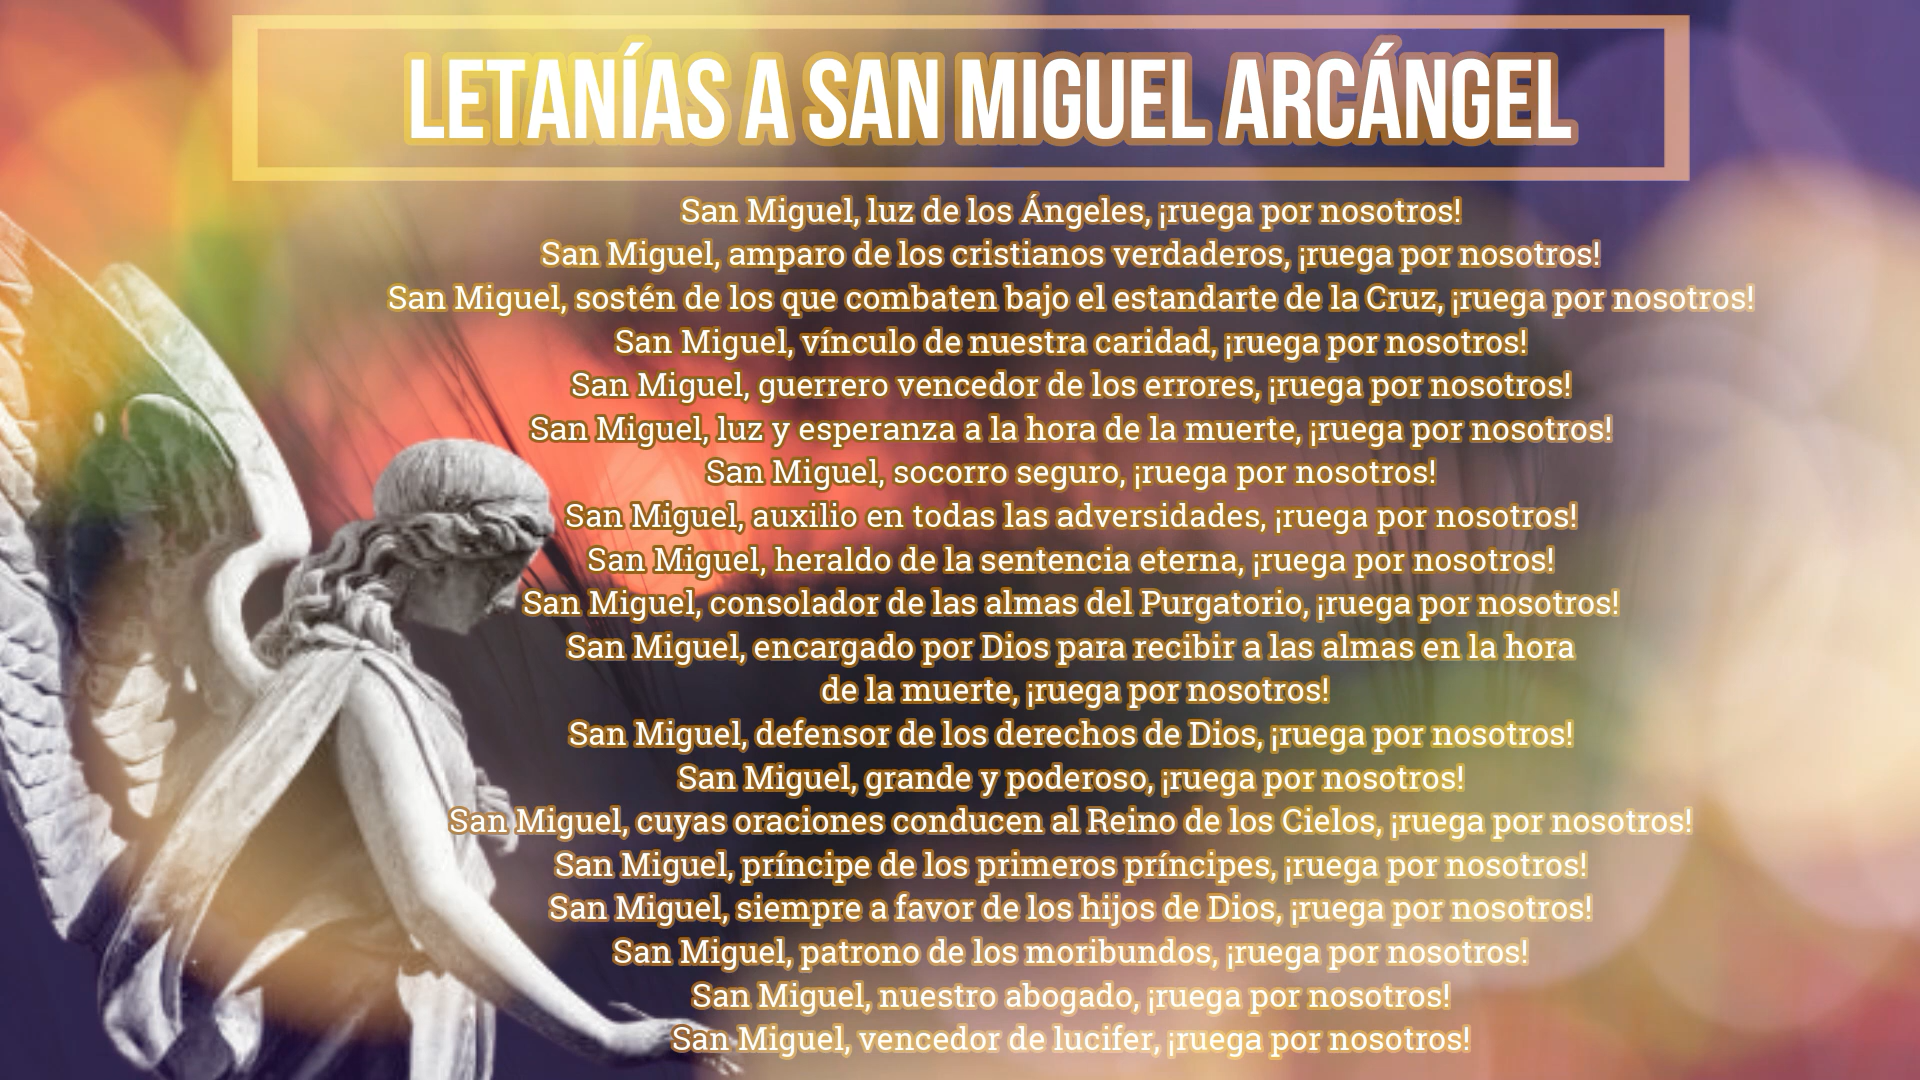 LETANÍAS A SAN MIGUEL ARCÁNGEL
San Miguel, luz de los Ángeles, ¡ruega por nosotros!
San Miguel, amparo de los cristianos verdaderos, ¡ruega por nosotros!
San Miguel, sostén de los que combaten bajo el estandarte de la Cruz, ¡ruega por nosotros!
San Miguel, vínculo de nuestra caridad, ¡ruega por nosotros!
San Miguel, guerrero vencedor de los errores, ¡ruega por nosotros!
San Miguel, luz y esperanza a la hora de la muerte, ¡ruega por nosotros!
San Miguel, socorro seguro, ¡ruega por nosotros!
San Miguel, auxilio en todas las adversidades, ¡ruega por nosotros!
San Miguel, heraldo de la sentencia eterna, ¡ruega por nosotros!
San Miguel, consolador de las almas del Purgatorio, ¡ruega por nosotros!
San Miguel, encargado por Dios para recibir a las almas en la hora
de la muerte, ¡ruega por nosotros!
San Miguel, defensor de los derechos de Dios, ¡ruega por nosotros!
San Miguel, grande y poderoso, ¡ruega por nosotros!
San Miguel, cuyas oraciones conducen al Reino de los Cielos, ¡ruega por nosotros!
San Miguel, príncipe de los primeros príncipes, ¡ruega por nosotros!
San Miguel, siempre a favor de los hijos de Dios, ¡ruega por nosotros!
San Miguel, patrono de los moribundos, ¡ruega por nosotros!
San Miguel, nuestro abogado, ¡ruega por nosotros!
San Miguel, vencedor de lucifer, ¡ruega por nosotros!